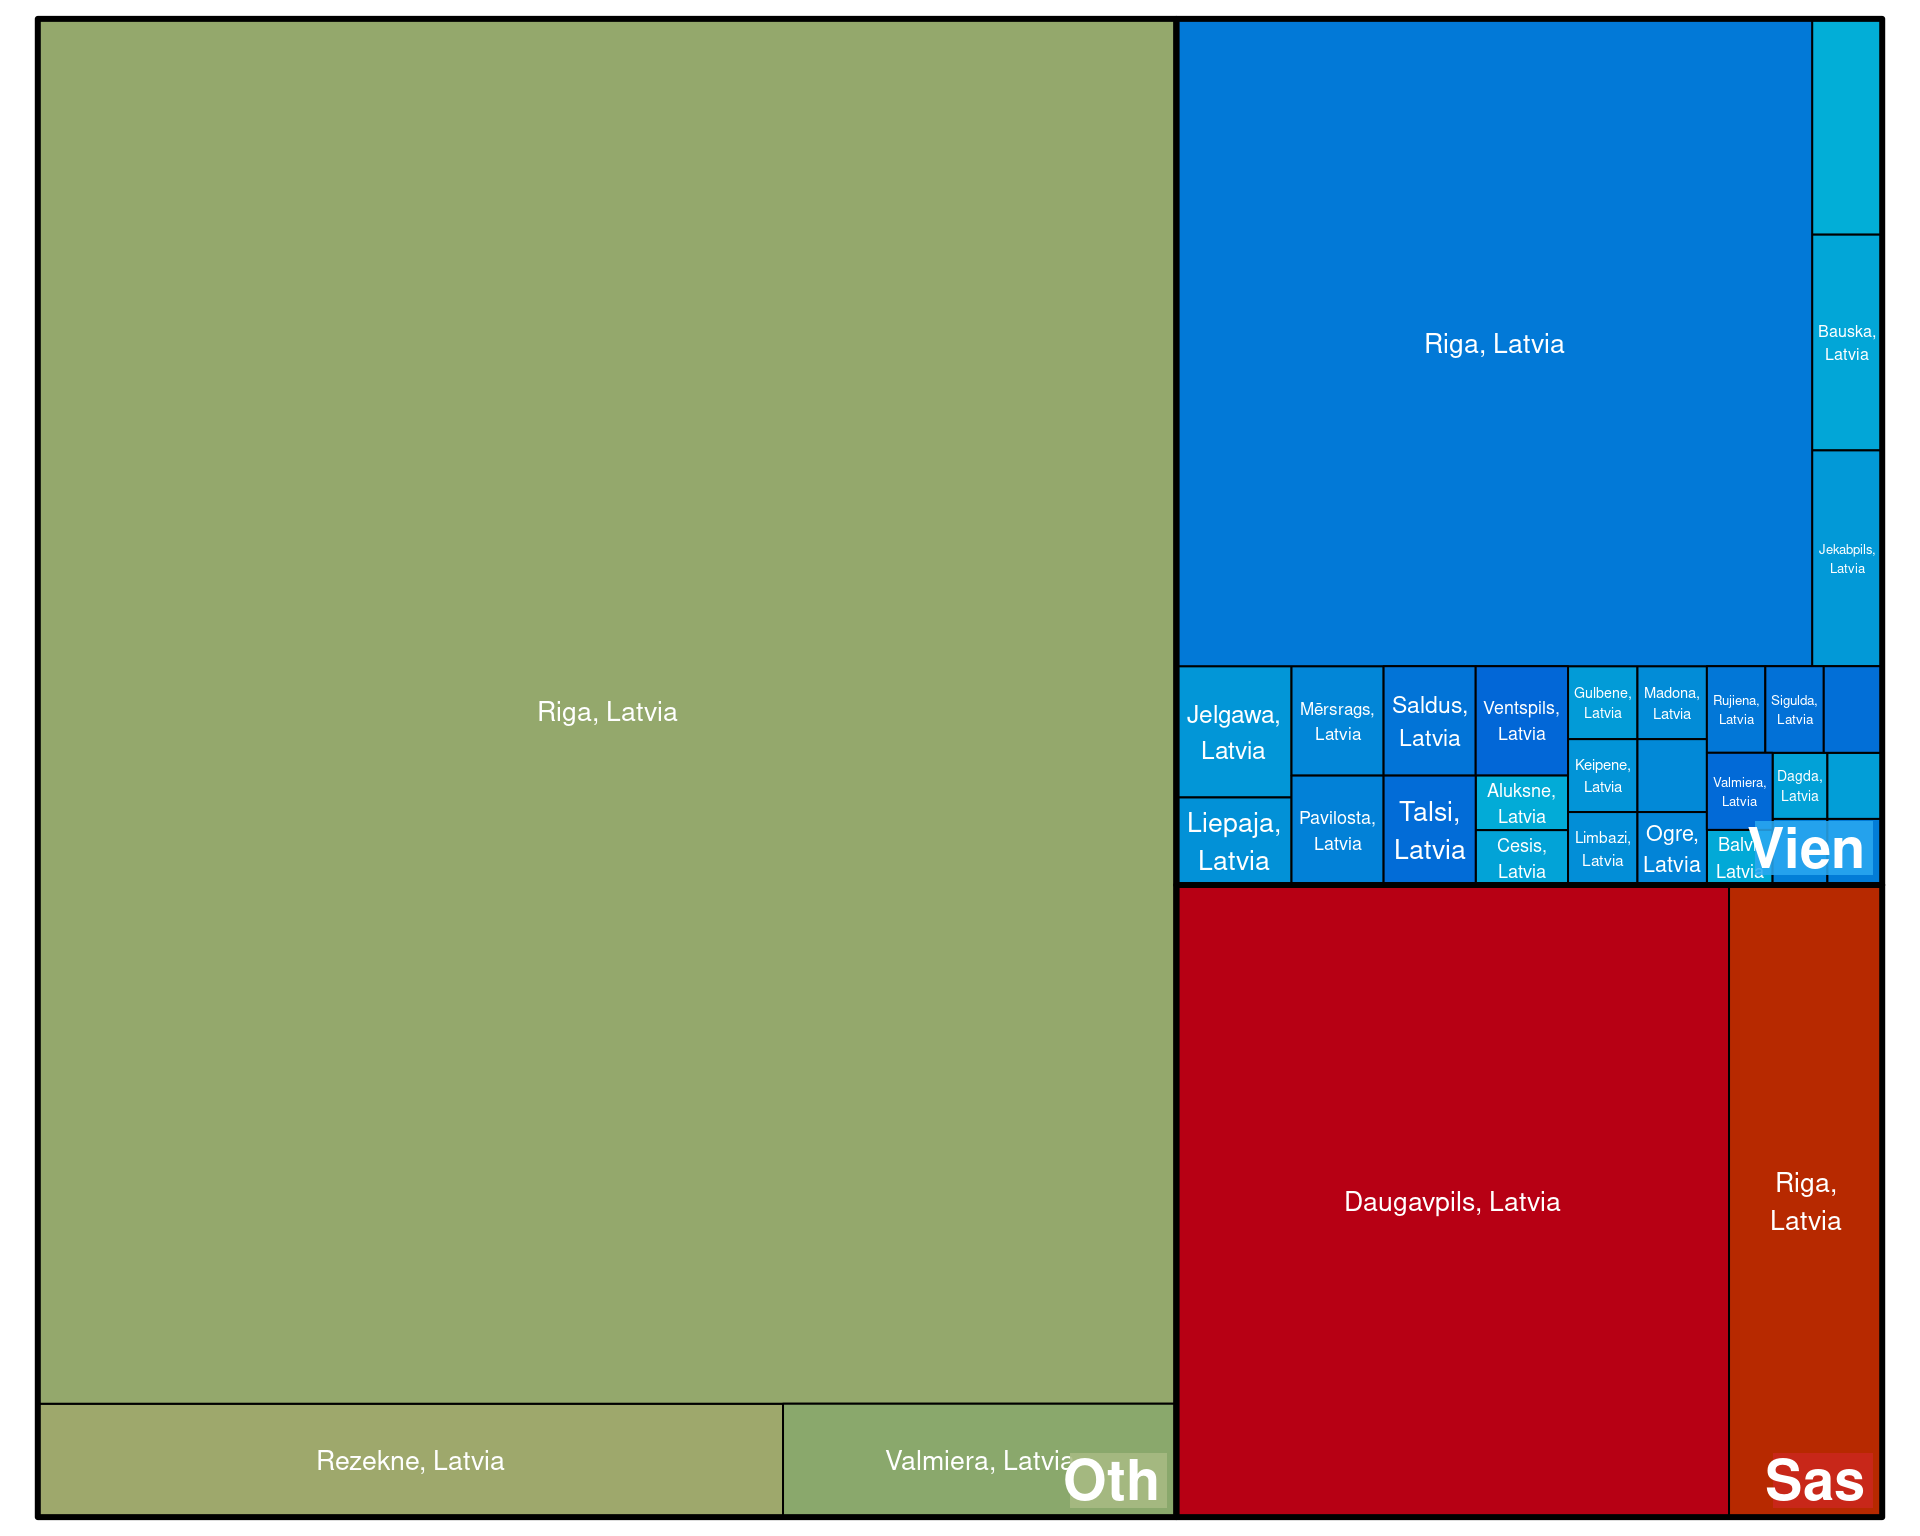 Riga, Latvia
Rezekne, Latvia
Valmiera, Latvia
Oth
Riga, Latvia
Bauska,
Latvia
Jekabpils,
Latvia
Jelgawa,
Latvia
Liepaja,
Latvia
Mērsrags,
Latvia
Pavilosta,
Latvia
Saldus,
Latvia
Talsi,
Latvia
Ventspils,
Latvia
Aluksne,
Latvia
Cesis,
Latvia
Gulbene,
Latvia
Keipene,
Latvia
Limbazi,
Latvia
Madona,
Latvia
Ogre,
Latvia
Rujiena,
Latvia
Sigulda,
Latvia
Valmiera,
Latvia
Dagda,
Latvia
Latvia
Vien
Daugavpils, Latvia
Riga,
Latvia
Sas